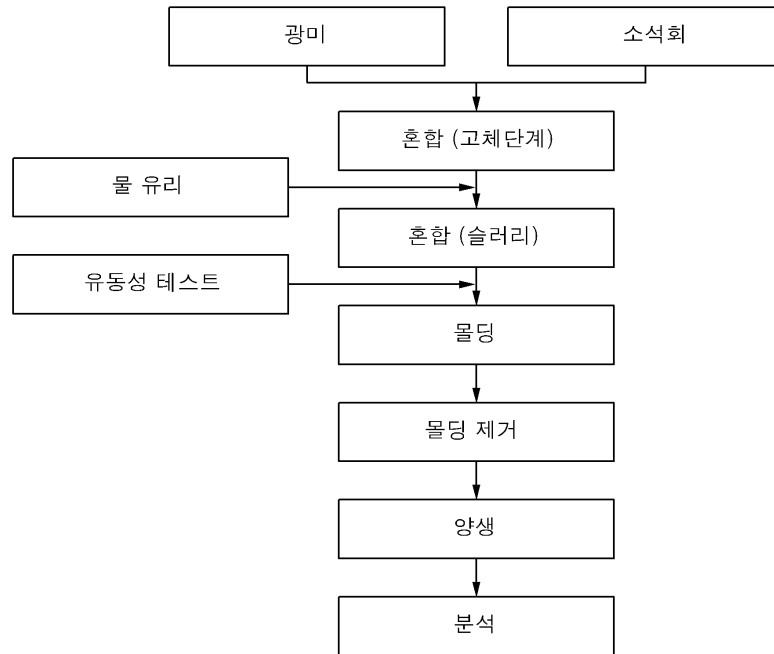 광미
소석회
혼합 (고체단계)
물 유리
혼합 (슬러리)
유동성 테스트
몰딩
몰딩 제거
양생
분석